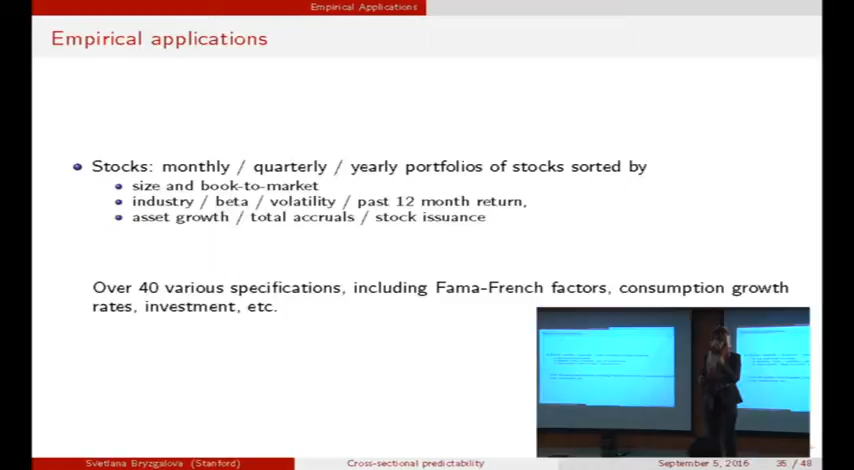 Empirical Applications
Empirical applications
Stocks: monthly / quarterly / yearly portfolios of stocks sorted by
size and book-to-market
industry / beta / volatility / past 12 month return,
asset growth / total accruals / stock issuance
Over 40 various specifications, including Fama-French factors, consumption growth
rates, investment, etc.
Svetlana Bryzgalova (Stanford) Cross-sectional predictability September 5, 2016 35 / 48